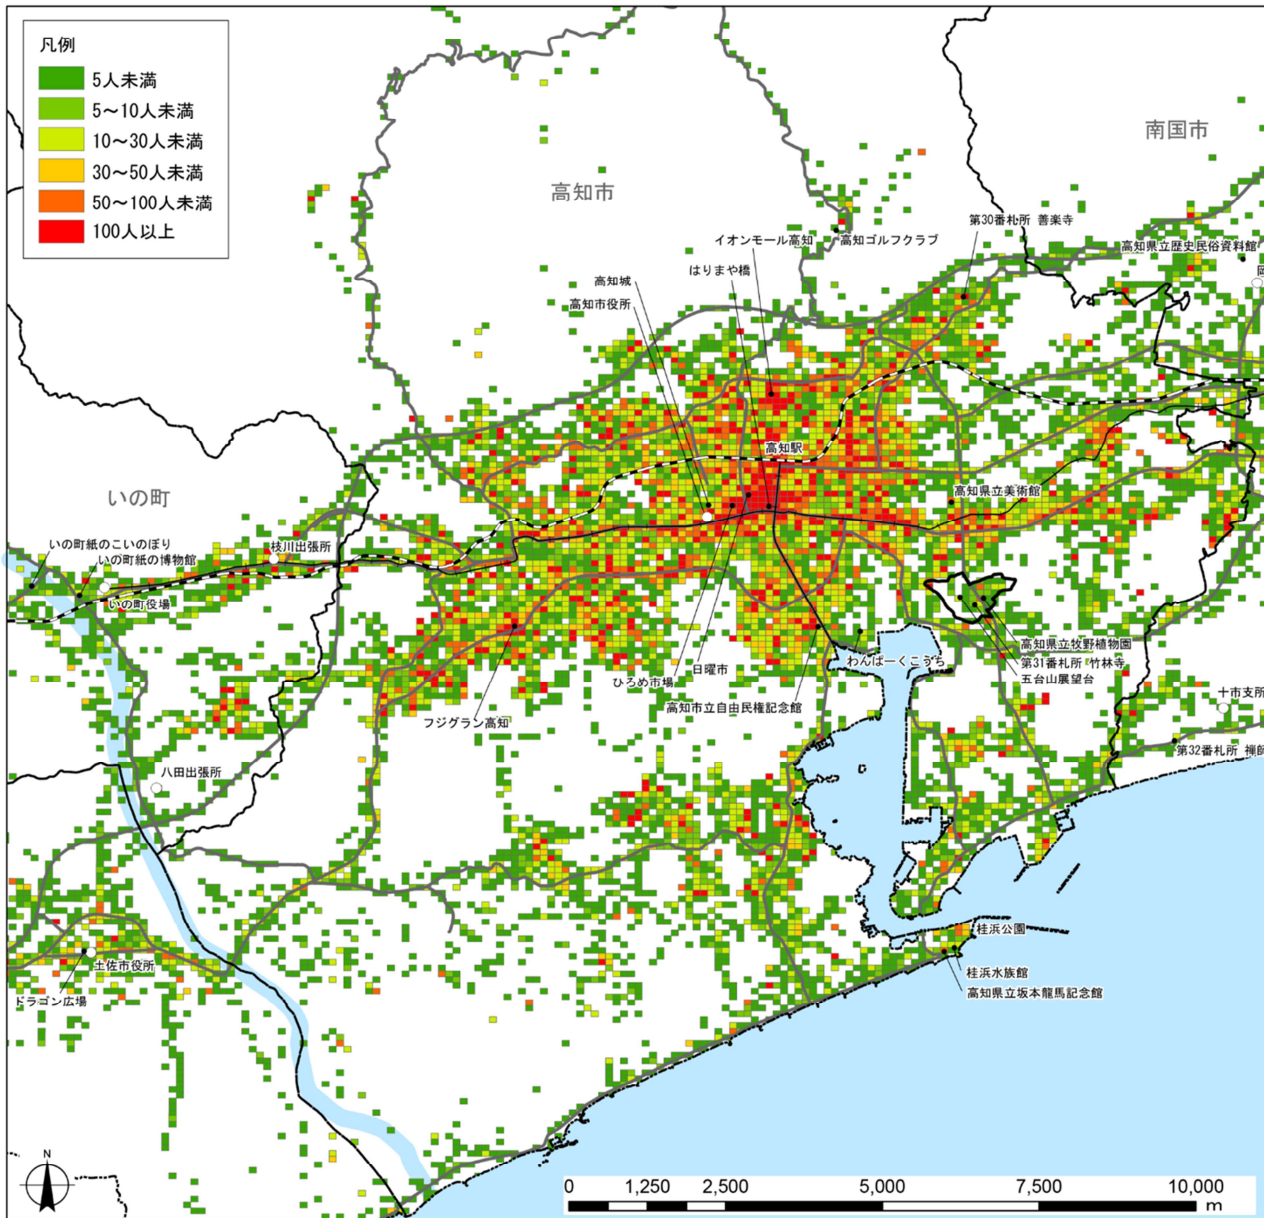 凡例
5人未満
5～10人未満
10～30人未満
30～50人未満
50～100人未満
100人以上
南国市
高知市
第30番札所 善楽寺
イオンモール高知
高知ゴルフクラブ
高知県立歴史民俗資料館
はりまや橋
岡
高知城
高知市役所
高知駅
いの町
高知県立美術館
いの町紙のこいのぼり
枝川出張所
いの町紙の博物館
いの町役場
高知県立牧野植物園
わんぱーくこうち
第31番札所 竹林寺
日曜市
ひろめ市場
五台山展望台
十市支所
高知市立自由民権記念館
フジグラン高知
第32番札所 禅師
八田出張所
桂浜公園
土佐市役所
桂浜水族館
高知県立坂本龍馬記念館
ドラゴン広場
N
0 1,250 2,500 5,000 7,500 10,000
m